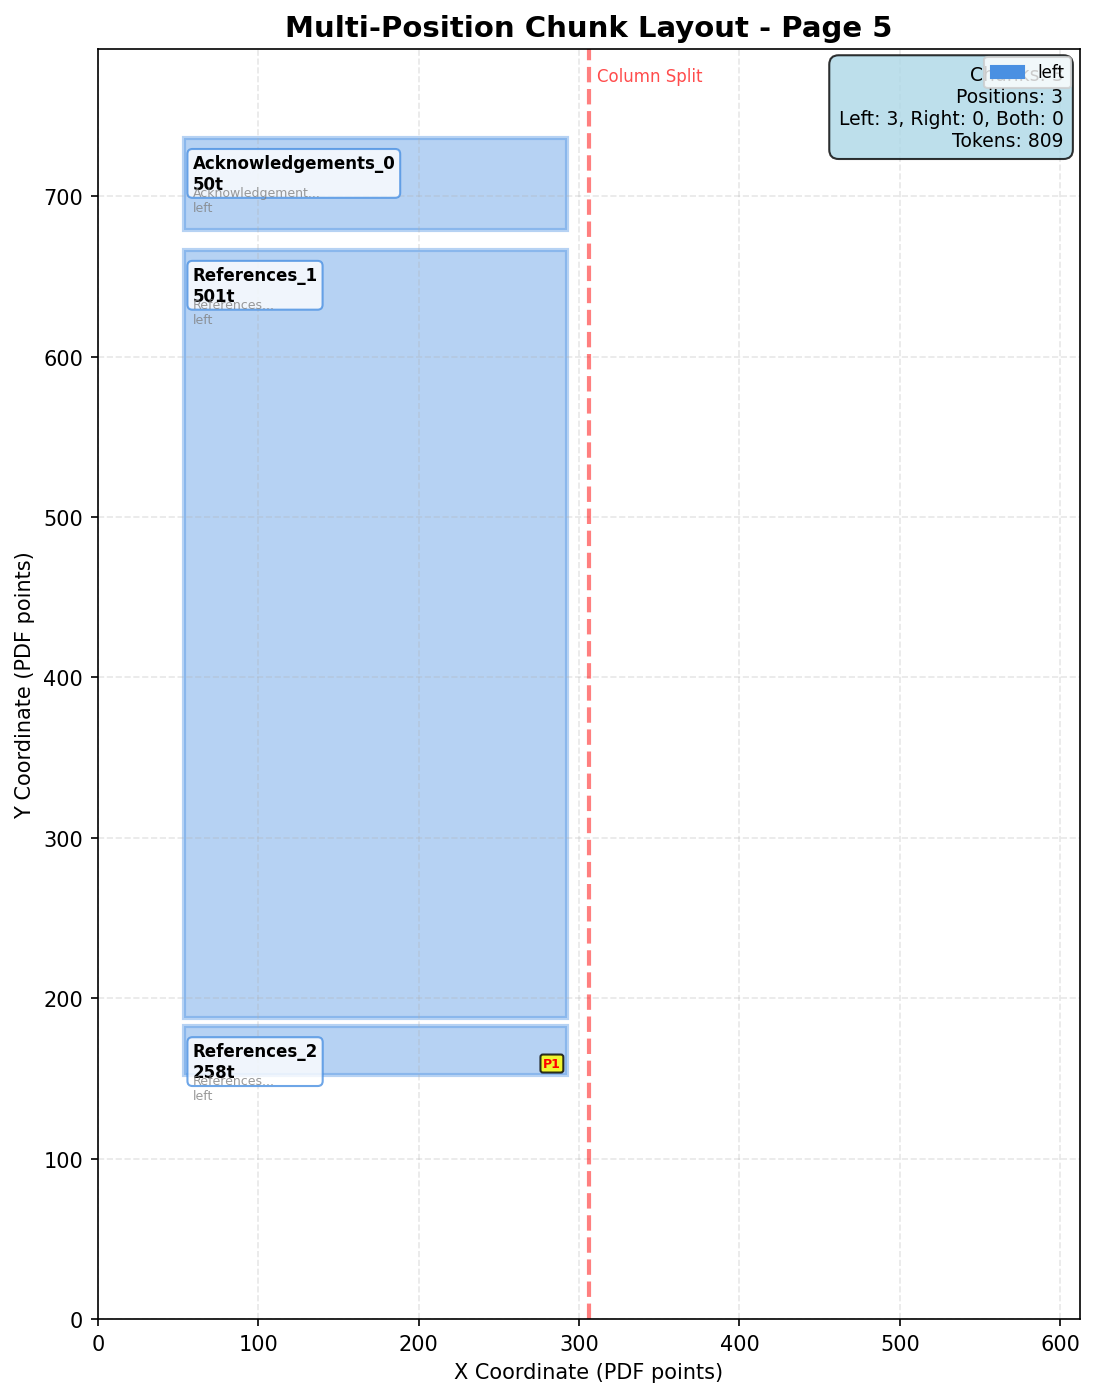 Multi-Position Chunk Layout - Page 5
Column Split
left
Positions: 3
Left: 3, Right: 0, Both: 0
Tokens: 809
Acknowledgements_0
50t
Acknowledgement...
left
References_1
501t
References...
left
References_2
258t
References...
left
P1
Y Coordinate (PDF points)
700
600
500
400
300
200
100
0
0 100 200 300 400 500 600
X Coordinate (PDF points)